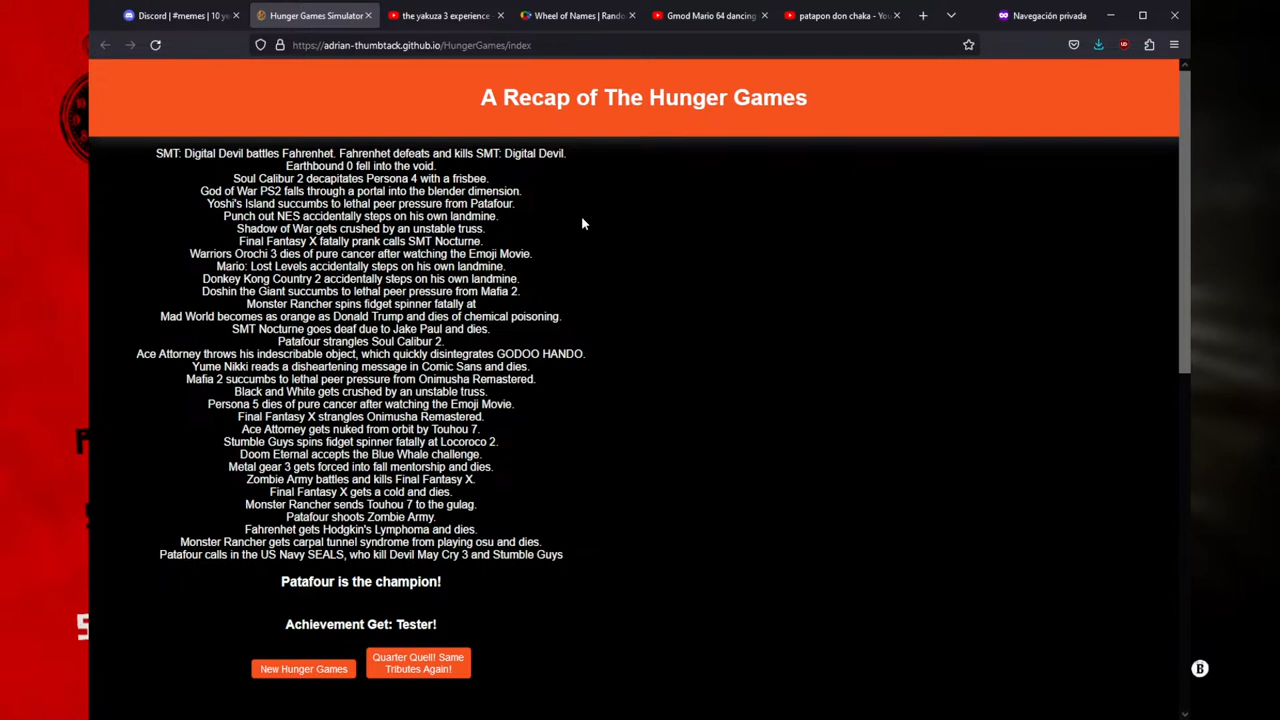 Discord | #memes | 10 ye
Hunger Games Simulator
the yakuza 3 experience -
Wheel of Names | Rando
Gmod Mario 64 dancing
patapon don chaka - You
Navegación privada
https://adrian-thumbtack.github.io/HungerGames/index
A Recap of The Hunger Games
SMT: Digital Devil battles Fahrenhet. Fahrenhet defeats and kills SMT: Digital Devil.
Earthbound 0 fell into the void.
Soul Calibur 2 decapitates Persona 4 with a frisbee.
God of War PS2 falls through a portal into the blender dimension.
Yoshi's Island succumbs to lethal peer pressure from Patafour.
Punch out NES accidentally steps on his own landmine.
Shadow of War gets crushed by an unstable truss.
Final Fantasy X fatally prank calls SMT Nocturne.
Warriors Orochi 3 dies of pure cancer after watching the Emoji Movie.
Mario: Lost Levels accidentally steps on his own landmine.
Donkey Kong Country 2 accidentally steps on his own landmine.
Doshin the Giant succumbs to lethal peer pressure from Mafia 2.
Monster Rancher spins fidget spinner fatally at
Mad World becomes as orange as Donald Trump and dies of chemical poisoning.
SMT Nocturne goes deaf due to Jake Paul and dies.
Patafour strangles Soul Calibur 2.
Ace Attorney throws his indescribable object, which quickly disintegrates GODOO HANDO.
Yume Nikki reads a disheartening message in Comic Sans and dies.
Mafia 2 succumbs to lethal peer pressure from Onimusha Remastered.
Black and White gets crushed by an unstable truss.
Persona 5 dies of pure cancer after watching the Emoji Movie.
Final Fantasy X strangles Onimusha Remastered.
Ace Attorney gets nuked from orbit by Touhou 7.
Stumble Guys spins fidget spinner fatally at Locoroco 2.
Doom Eternal accepts the Blue Whale challenge.
Metal gear 3 gets forced into fall mentorship and dies.
Zombie Army battles and kills Final Fantasy X.
Final Fantasy X gets a cold and dies.
Monster Rancher sends Touhou 7 to the gulag.
Patafour shoots Zombie Army.
Fahrenhet gets Hodgkin's Lymphoma and dies.
Monster Rancher gets carpal tunnel syndrome from playing osu and dies.
Patafour calls in the US Navy SEALS, who kill Devil May Cry 3 and Stumble Guys
Patafour is the champion!
Achievement Get: Tester!
New Hunger Games
Quarter Quell! Same
Tributes Again!
B